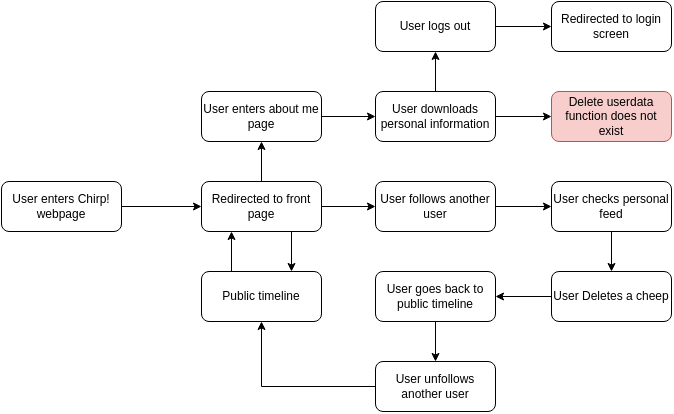 User logs out
Redirected to login
screen
User enters about me
page
User downloads
personal information
Delete userdata
function does not
exist
User enters Chirp!
webpage
Redirected to front
page
User follows another
user
User checks personal
feed
Public timeline
User goes back to
public timeline
User Deletes a cheep
User unfollows
another user